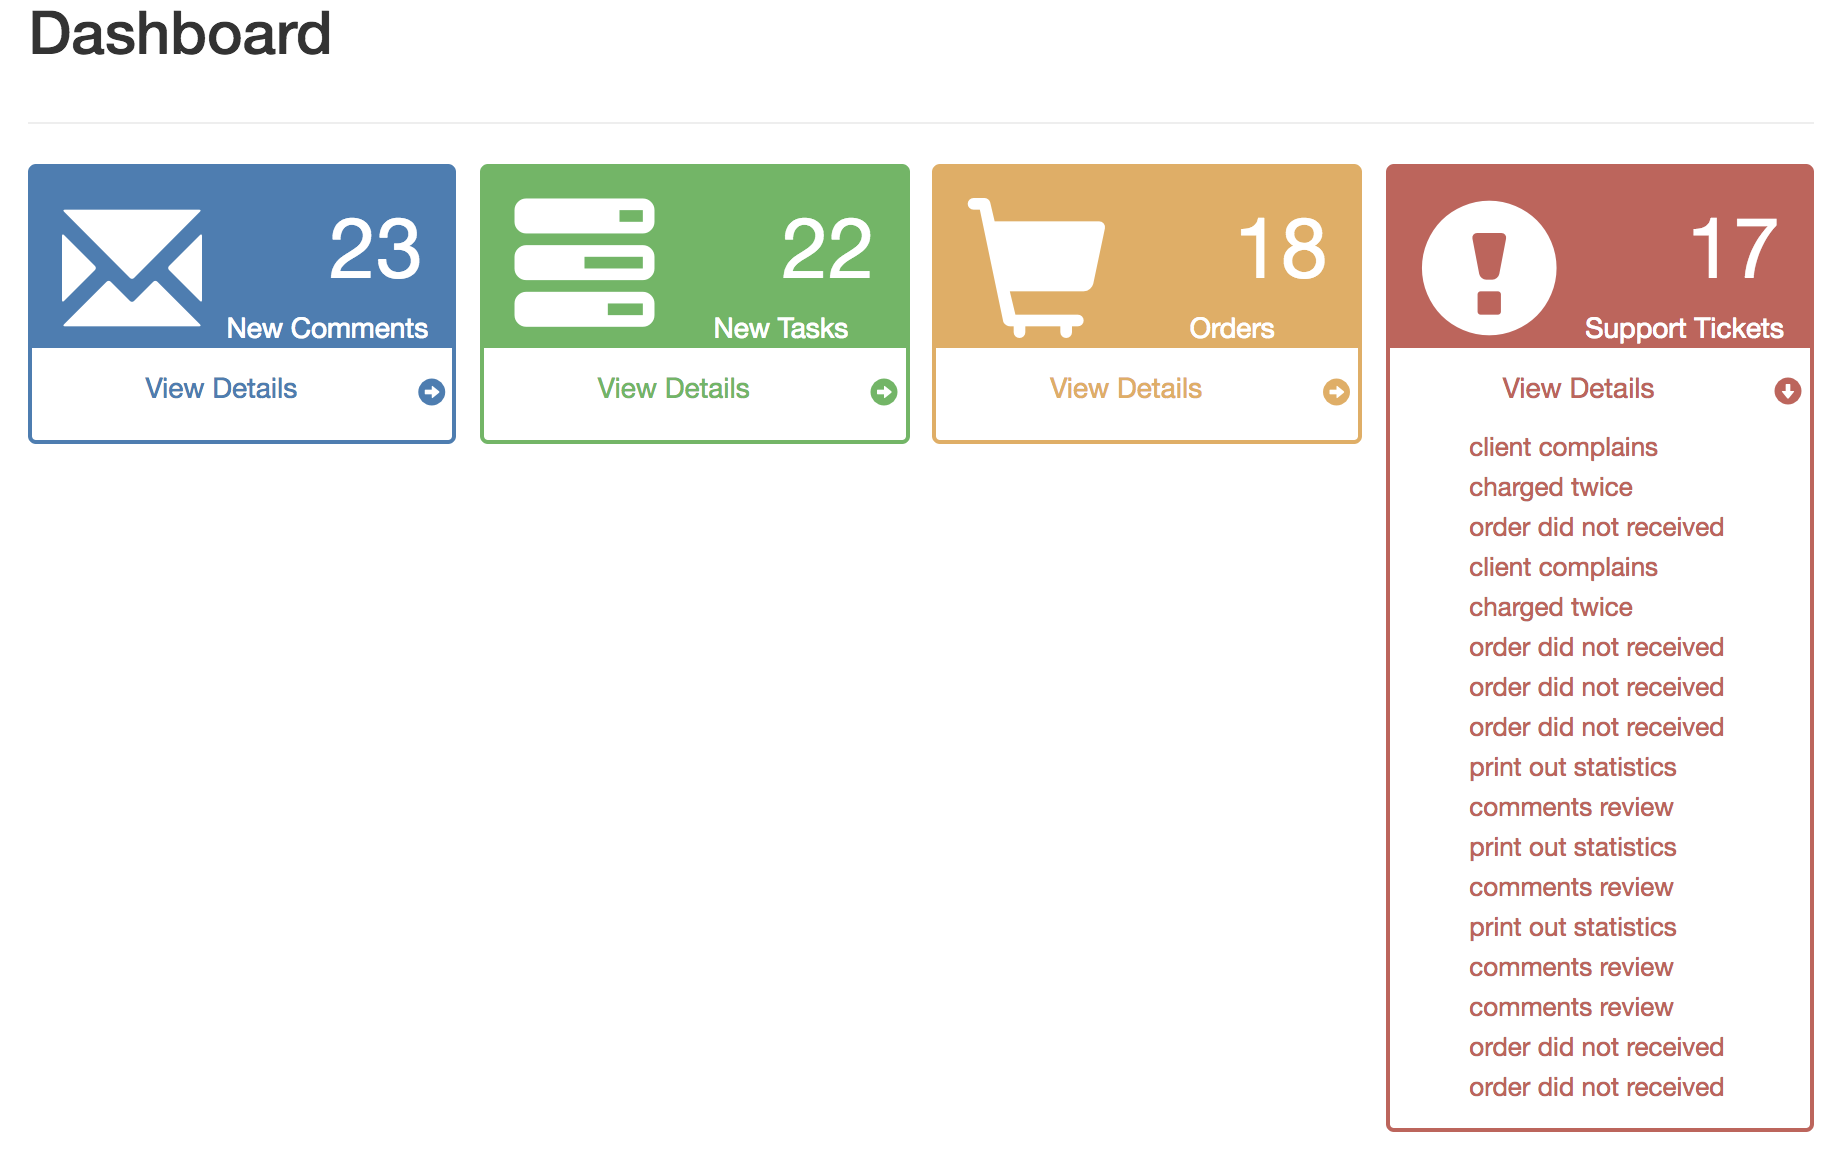 Dashboard
23
New Comments
View Details
22
New Tasks
View Details
18
Orders
View Details
17
Support Tickets
View Details
client complains
charged twice
order did not received
client complains
charged twice
order did not received
order did not received
order did not received
print out statistics
comments review
print out statistics
comments review
print out statistics
comments review
comments review
order did not received
order did not received